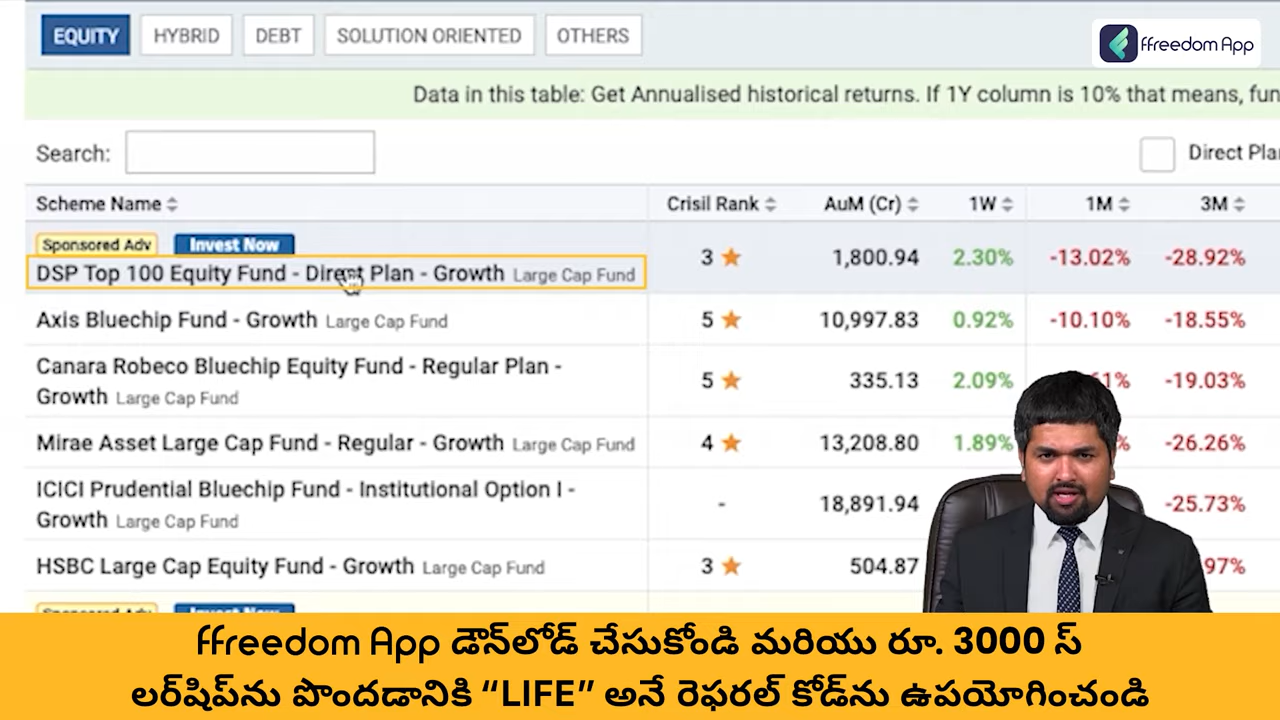 EQUITY HYBRID DEBT SOLUTION ORIENTED OTHERS
ffreedom App
Data in this table: Get Annualised historical returns. If 1Y column is 10% that means, fun
Search: Direct Plan
Scheme Name Crisil Rank AuM (Cr) 1W 1M 3M
Sponsored Adv Invest Now
DSP Top 100 Equity Fund - Direct Plan - Growth Large Cap Fund 3 1,800.94 2.30% -13.02% -28.92%
Axis Bluechip Fund - Growth Large Cap Fund 5 10,997.83 0.92% -10.10% -18.55%
Canara Robeco Bluechip Equity Fund - Regular Plan -
Growth Large Cap Fund 5 335.13 2.09% 61% -19.03%
Mirae Asset Large Cap Fund - Regular - Growth Large Cap Fund 4 13,208.80 1.89% % -26.26%
ICICI Prudential Bluechip Fund - Institutional Option I -
Growth Large Cap Fund - 18,891.94 -25.73%
HSBC Large Cap Equity Fund - Growth Large Cap Fund 3 504.87 97%
Sponsored Adv Invest Now
ffreedom App డౌన్‌లోడ్ చేసుకోండి మరియు రూ. 3000 స్
లర్‌షిప్‌ను పొందడానికి “LIFE” అనే రెఫరల్ కోడ్‌ను ఉపయోగించండి